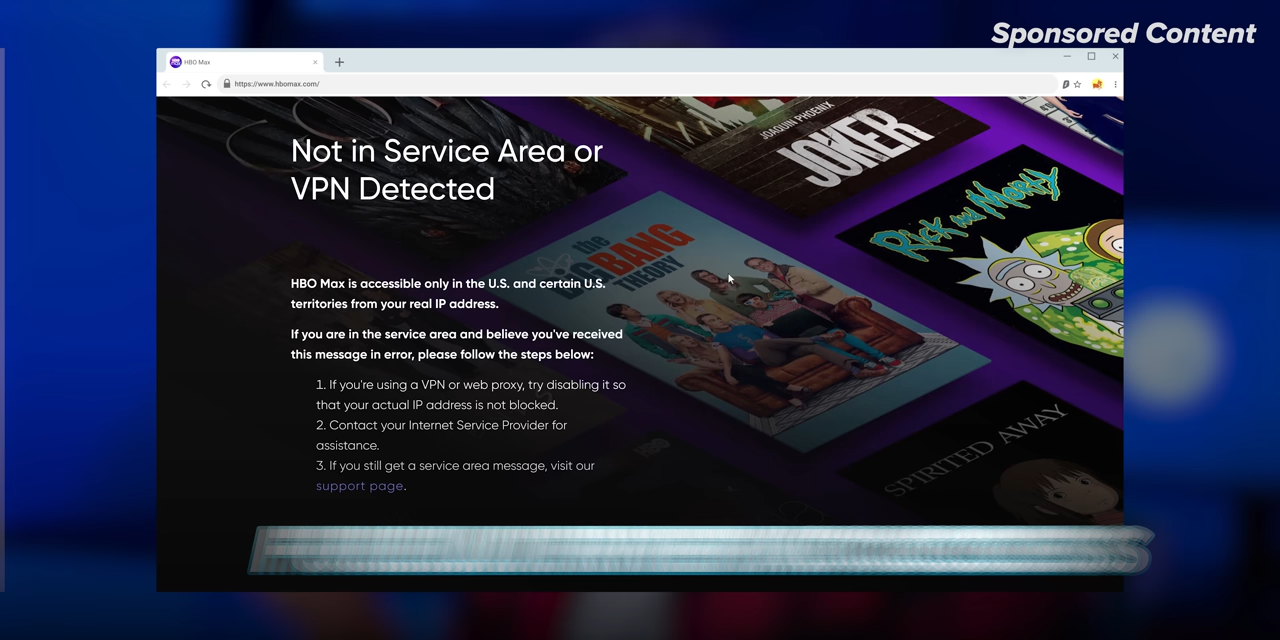 Sponsored Content
HBO Max
https://www.hbomax.com/
Not in Service Area or
VPN Detected
HBO Max is accessible only in the U.S. and certain U.S.
territories from your real IP address.
If you are in the service area and believe you've received
this message in error, please follow the steps below:
1. If you're using a VPN or web proxy, try disabling it so
that your actual IP address is not blocked.
2. Contact your Internet Service Provider for
assistance.
3. If you still get a service area message, visit our
support page.
JOAQUIN PHOENIX
JOKER
Rick and Morty
the
BIG BANG
THEORY
HBO
SPIRITED AWAY